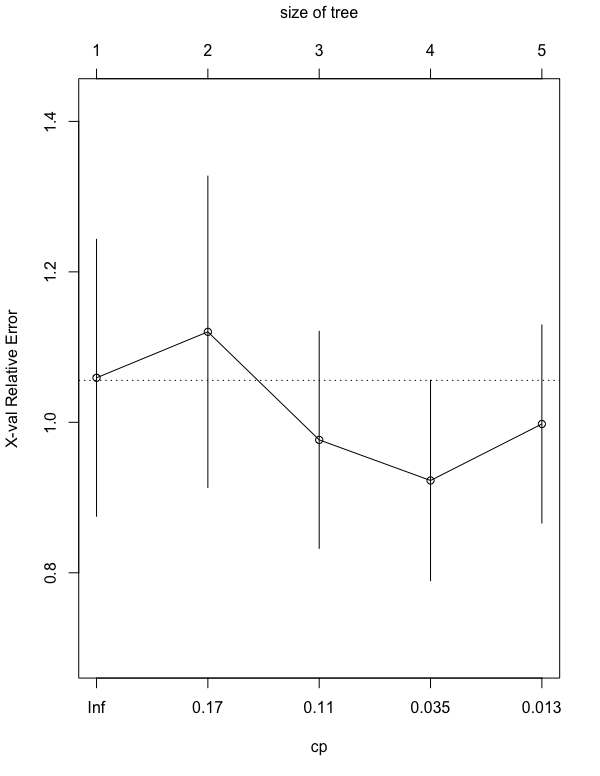 size of tree
1 2 3 4 5
1.4
1.2
1.0
0.8
X-val Relative Error
Inf 0.17 0.11 0.035 0.013
cp